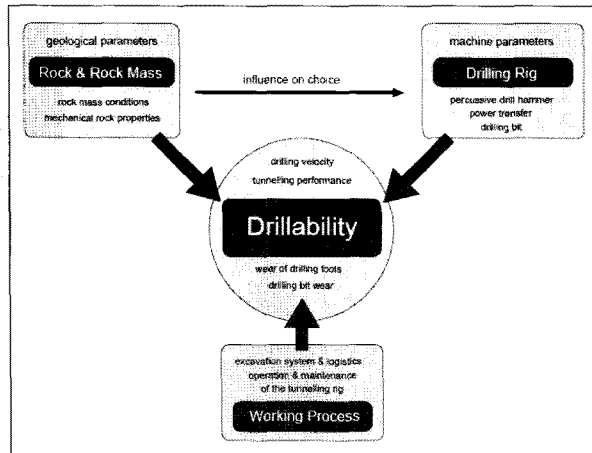 geological parameters
Rock & Rock Mass
rock mass conditions
mechanical rock properties
influence on choice
machine parameters
Drilling Rig
percussive drill hammer
power transfer
drilling bit
drilling velocity
tunnelling performance
Drillability
wear of drilling tools
drilling bit wear
excavation system & logistics
operation & maintenance
of the tunnelling rig
Working Process